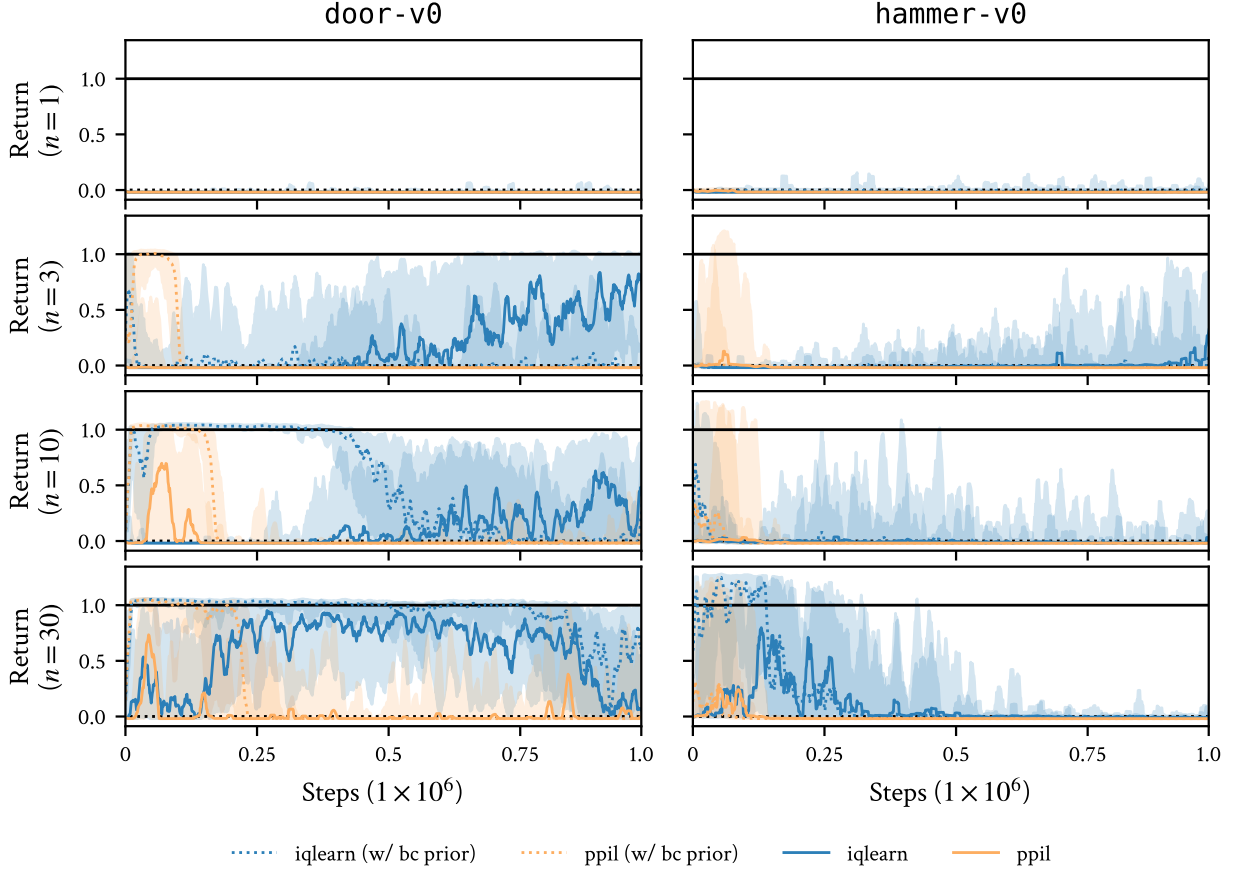 door-v0
hammer-v0
Return
(n = 1)
1.0
0.5
0.0
Return
(n = 3)
1.0
0.5
0.0
Return
(n = 10)
1.0
0.5
0.0
Return
(n = 30)
1.0
0.5
0.0
0 0.25 0.5 0.75 1.0
0 0.25 0.5 0.75 1.0
Steps (1 × 10⁶)
Steps (1 × 10⁶)
iqlearn (w/ bc prior) ppil (w/ bc prior) iqlearn ppil